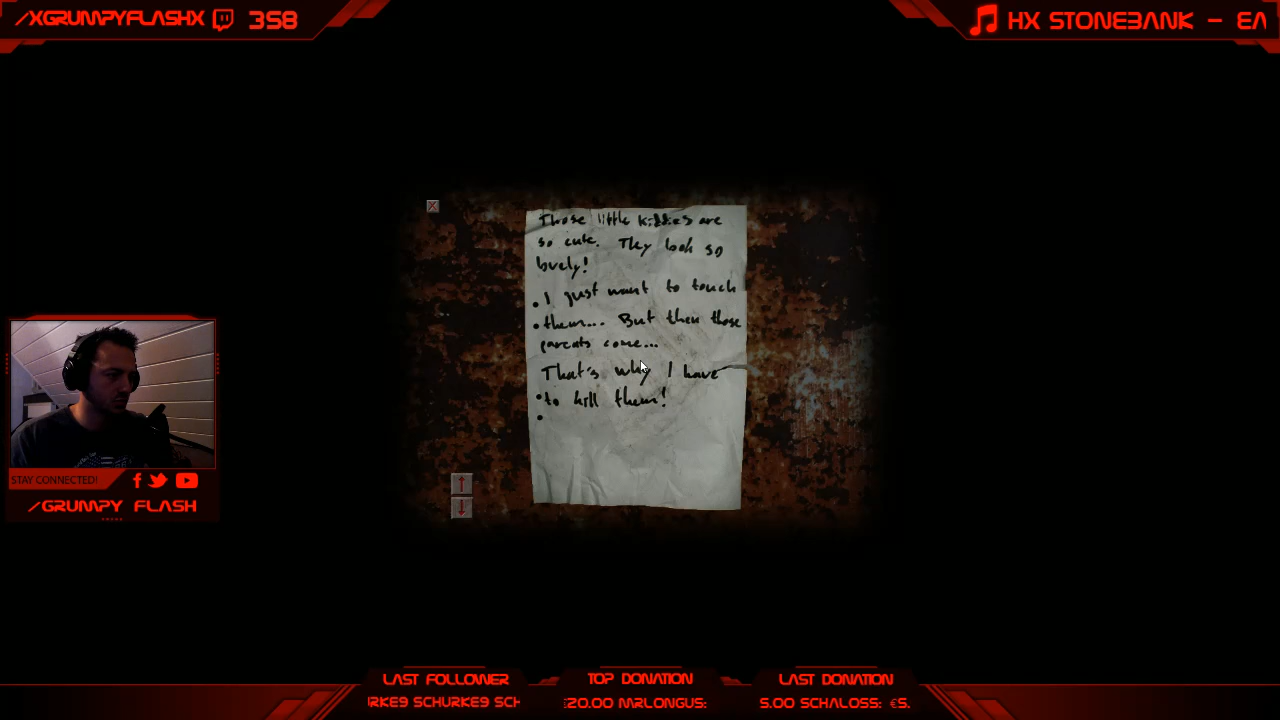 /XGRUMPYFLASHX 358
HX STONEBANK - EA
Those little kitties are
so cute. They look so
lovely!
. I just want to touch
. them... But then those
parents come...
That's why I have
. to kill them!
.
STAY CONNECTED!
/GRUMPY FLASH
LAST FOLLOWER
TOP DONATION
LAST DONATION
URKE9 SCHURKE9 SCH
€20.00 MRLONGUS:
5.00 SCHALOSS: €5.